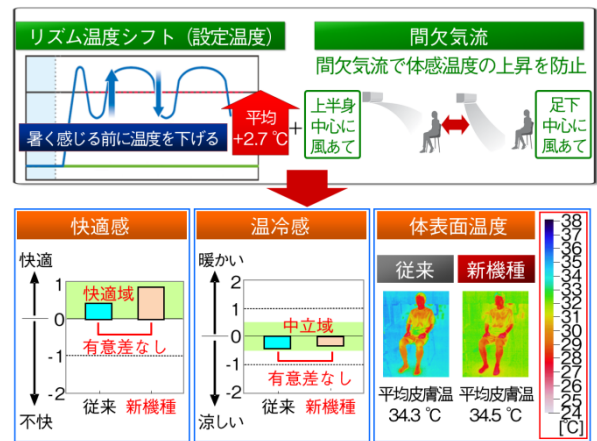 リズム温度シフト（設定温度）
暑く感じる前に温度を下げる
平均
+2.7 ℃
+
間欠気流
間欠気流で体感温度の上昇を防止
上半身
中心に
風あて
足下
中心に
風あて
快適感
快適
1
0
-1
-2
不快
快適域
有意差なし
従来 新機種
温冷感
暖かい
2
1
0
-1
-2
涼しい
中立域
有意差なし
従来 新機種
体表面温度
従来 新機種
平均皮膚温
34.3 ℃
平均皮膚温
34.5 ℃
38
37
36
35
34
33
32
31
30
29
28
27
26
25
24
[℃]